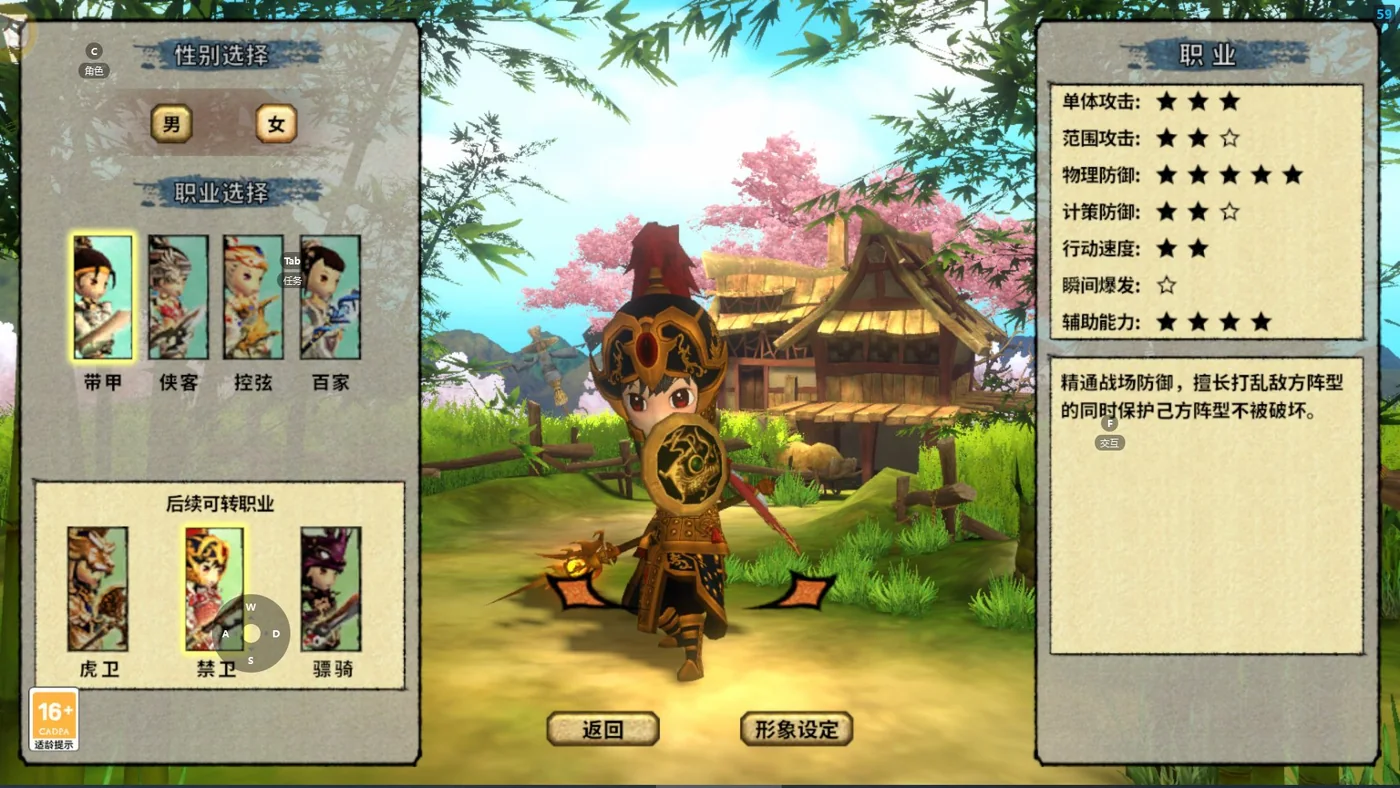 性别选择
C
角色
男
女
职业选择
Tab
任务
带甲
侠客
控弦
百家
后续可转职业
W
A
D
S
虎卫
禁卫
骠骑
16+
CADPA
适龄提示
返回
形象设定
59
职业
单体攻击: ★ ★ ★
范围攻击: ★ ★ ☆
物理防御: ★ ★ ★ ★ ★
计策防御: ★ ★ ☆
行动速度: ★ ★
瞬间爆发: ☆
辅助能力: ★ ★ ★ ★
精通战场防御，擅长打乱敌方阵型
的同时保护己方阵型不被破坏。
F
交互